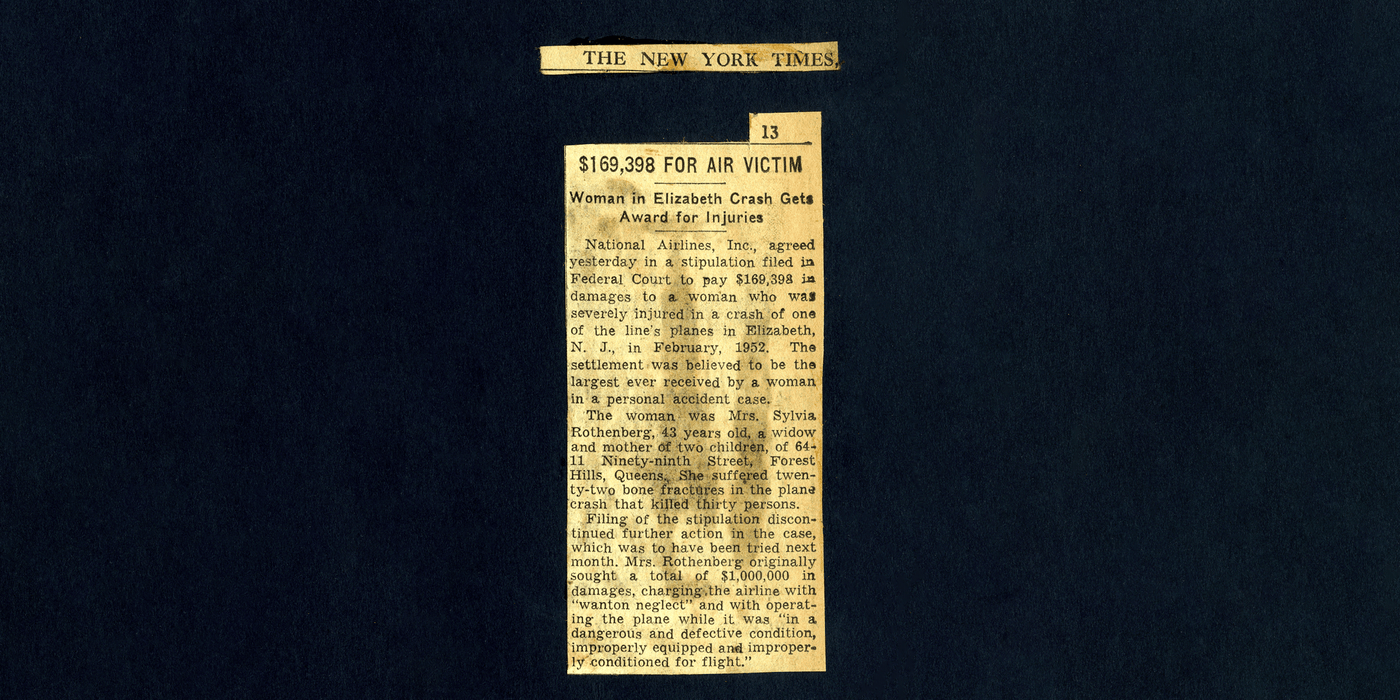 THE NEW YORK TIMES,
13
$169,398 FOR AIR VICTIM
Woman in Elizabeth Crash Gets
Award for Injuries
National Airlines, Inc., agreed
yesterday in a stipulation filed in
Federal Court to pay $169,398 in
damages to a woman who was
severely injured in a crash of one
of the line's planes in Elizabeth,
N. J., in February, 1952. The
settlement was believed to be the
largest ever received by a woman
in a personal accident case.
The woman was Mrs. Sylvia
Rothenberg, 43 years old, a widow
and mother of two children, of 64-
11 Ninety-ninth Street, Forest
Hills, Queens. She suffered twen-
ty-two bone fractures in the plane
crash that killed thirty persons.
Filing of the stipulation discon-
tinued further action in the case,
which was to have been tried next
month. Mrs. Rothenberg originally
sought a total of $1,000,000 in
damages, charging the airline with
"wanton neglect" and with operat-
ing the plane while it was "in a
dangerous and defective condition,
improperly equipped and improper-
ly conditioned for flight."